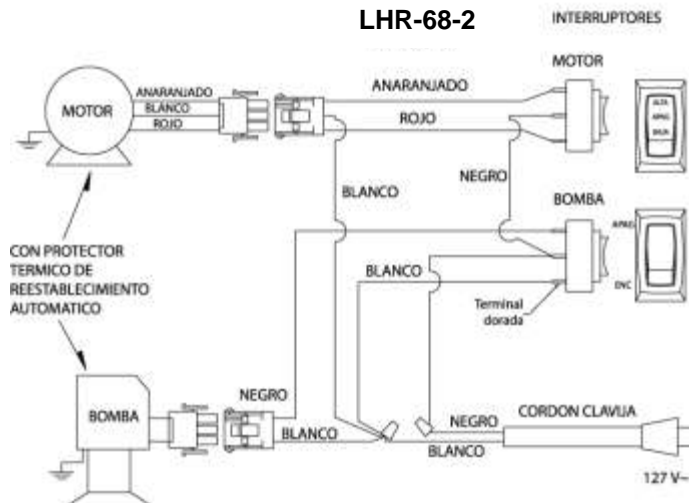 LHR-68-2
INTERRUPTORES
MOTOR
ANARANJADO
ANARANJADO
BLANCO
MOTOR
ROJO
ROJO
ALTA
APAG
BAJA
BLANCO
NEGRO
BOMBA
APAG
CON PROTECTOR
TERMICO DE
REESTABLECIMIENTO
AUTOMATICO
BLANCO
ENC
Terminal
dorada
NEGRO
BOMBA
BLANCO
NEGRO
CORDON CLAVIJA
BLANCO
127 V~